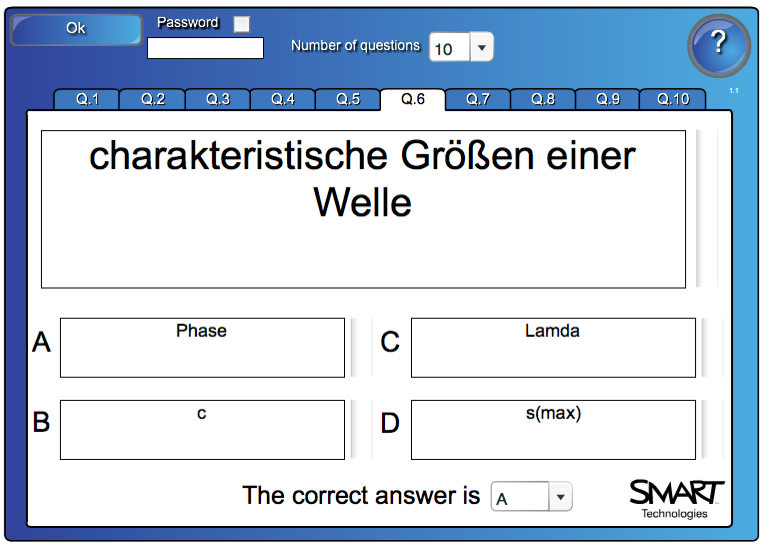 Ok
Password
Number of questions 10
?
1.1
Q.1 Q.2 Q.3 Q.4 Q.5 Q.6 Q.7 Q.8 Q.9 Q.10
charakteristische Größen einer
Welle
A Phase
C Lamda
B c
D s(max)
The correct answer is A
SMART
Technologies